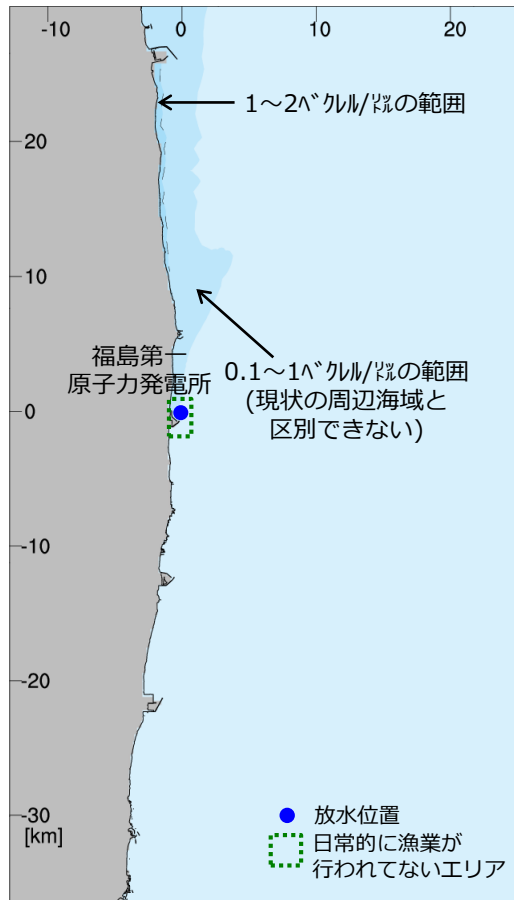 -10
0
10
20
1～2ﾍﾞｸﾚﾙ/㍑の範囲
20
10
福島第一
原子力発電所
0.1～1ﾍﾞｸﾚﾙ/㍑の範囲
(現状の周辺海域と
区別できない)
0
-10
-20
-30
[km]
放水位置
日常的に漁業が
行われてないエリア